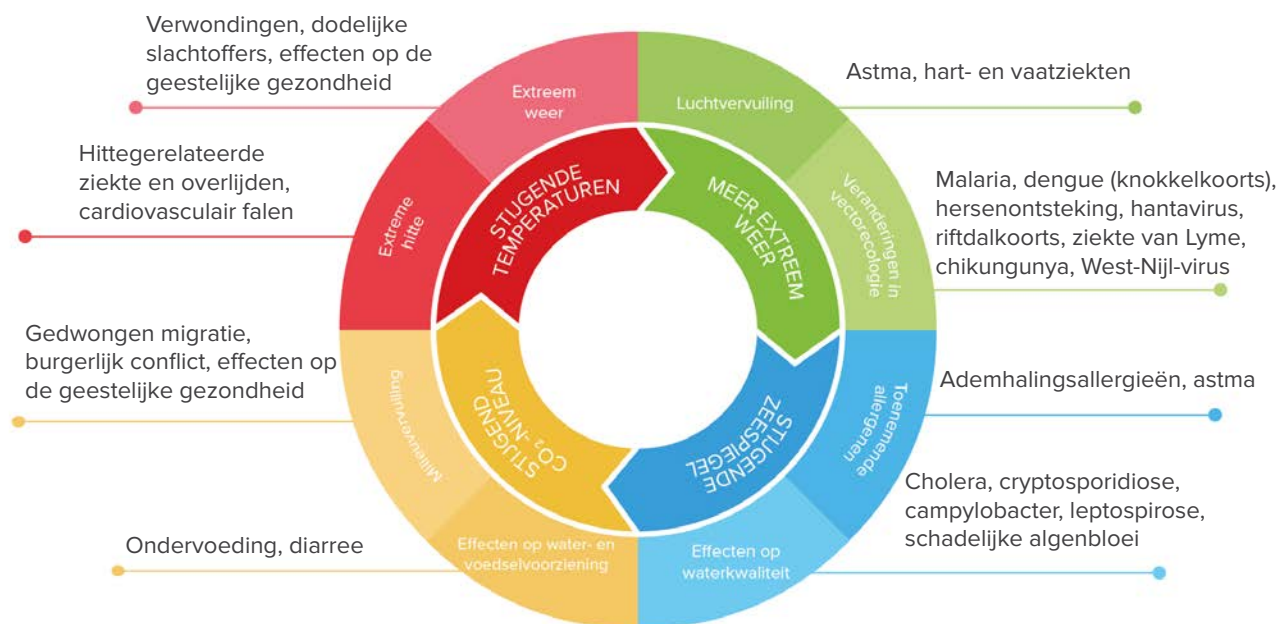 Verwondingen, dodelijke
slachtoffers, effecten op de
geestelijke gezondheid
Extreem
weer
Luchtvervuiling
Astma, hart- en vaatziekten
Hittegerelateerde
ziekte en overlijden,
cardiovasculair falen
Extreme
hitte
STIJGENDE
TEMPERATUREN
MEER EXTREEM
WEER
Veranderingen in
vectorecologie
Malaria, dengue (knokkelkoorts),
hersenontsteking, hantavirus,
riftdalkoorts, ziekte van Lyme,
chikungunya, West-Nijl-virus
Gedwongen migratie,
burgerlijk conflict, effecten op
de geestelijke gezondheid
Milieuvervuiling
STIJGEND
CO₂-NIVEAU
STIJGENDE
ZEESPIEGEL
Toenemende
allergenen
Ademhalingsallergieën, astma
Cholera, cryptosporidiose,
campylobacter, leptospirose,
schadelijke algenbloei
Ondervoeding, diarree
Effecten op water- en
voedselvoorziening
Effecten op
waterkwaliteit